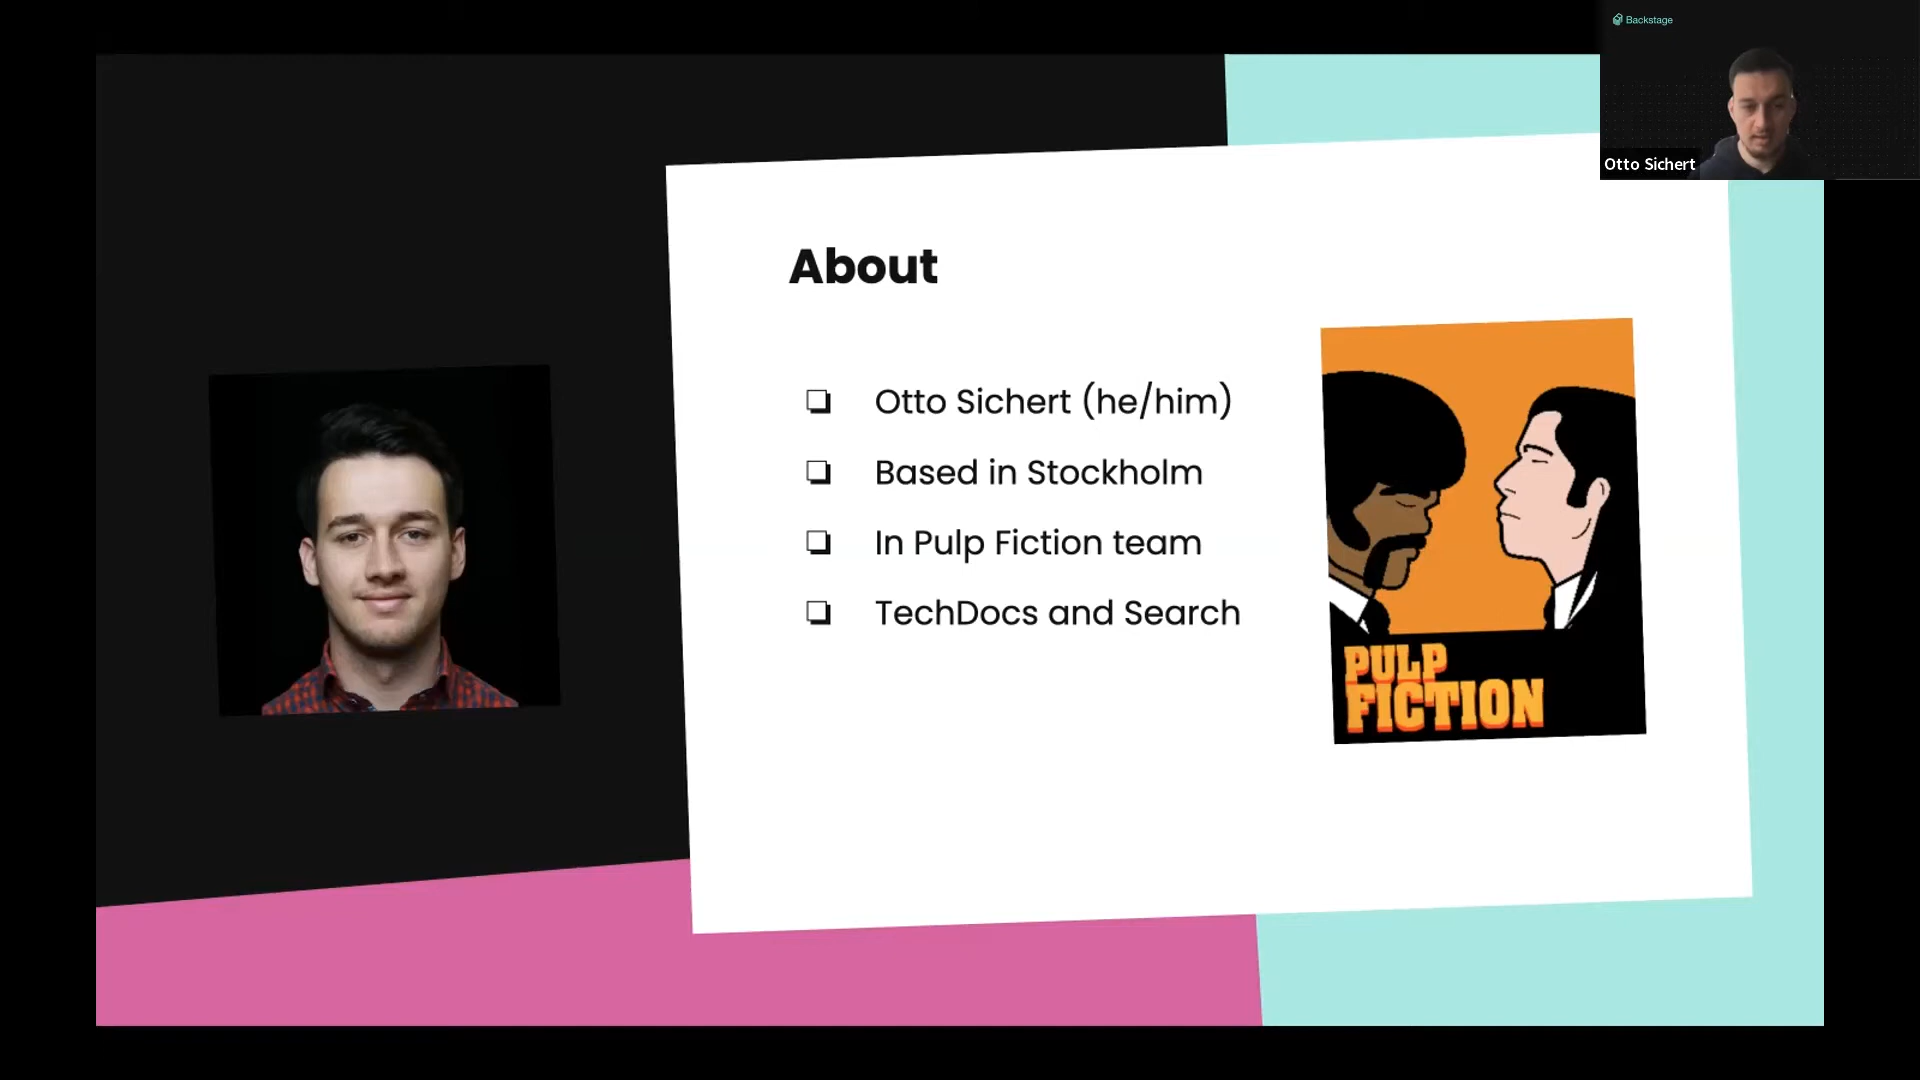 Backstage
Otto Sichert
About
❏ Otto Sichert (he/him)
❏ Based in Stockholm
❏ In Pulp Fiction team
❏ TechDocs and Search
PULP
FICTION